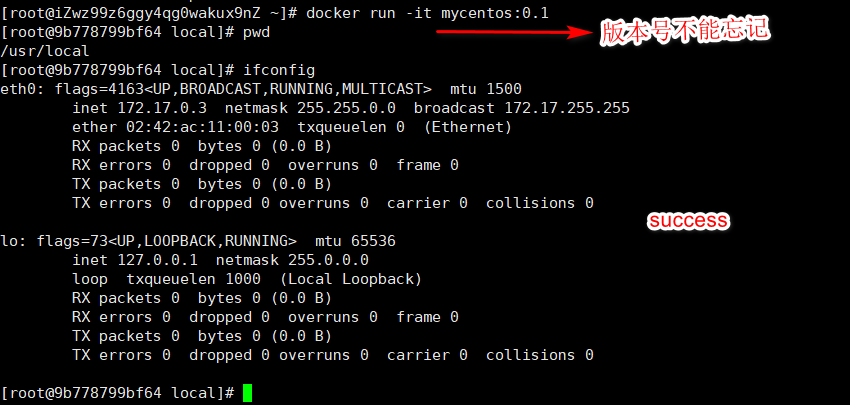 [root@iZwz99z6ggy4qg0wakux9nZ ~]# docker run -it mycentos:0.1
[root@9b778799bf64 local]# pwd
版本号不能忘记
/usr/local
[root@9b778799bf64 local]# ifconfig
eth0: flags=4163<UP,BROADCAST,RUNNING,MULTICAST>  mtu 1500
        inet 172.17.0.3  netmask 255.255.0.0  broadcast 172.17.255.255
        ether 02:42:ac:11:00:03  txqueuelen 0  (Ethernet)
        RX packets 0  bytes 0 (0.0 B)
        RX errors 0  dropped 0  overruns 0  frame 0
        TX packets 0  bytes 0 (0.0 B)
        TX errors 0  dropped 0 overruns 0  carrier 0  collisions 0
success
lo: flags=73<UP,LOOPBACK,RUNNING>  mtu 65536
        inet 127.0.0.1  netmask 255.0.0.0
        loop  txqueuelen 1000  (Local Loopback)
        RX packets 0  bytes 0 (0.0 B)
        RX errors 0  dropped 0  overruns 0  frame 0
        TX packets 0  bytes 0 (0.0 B)
        TX errors 0  dropped 0 overruns 0  carrier 0  collisions 0
[root@9b778799bf64 local]#